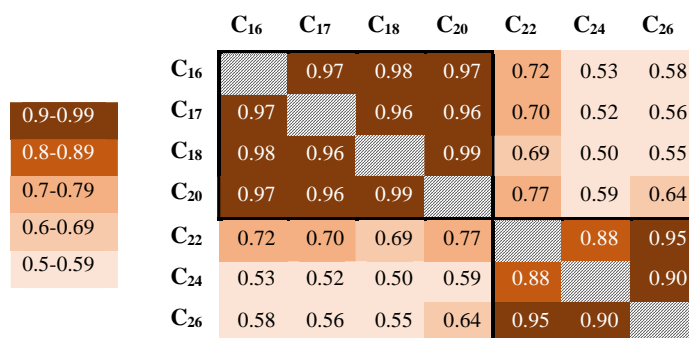 C16 C17 C18 C20 C22 C24 C26
C16 0.97 0.98 0.97 0.72 0.53 0.58
C17 0.97 0.96 0.96 0.70 0.52 0.56
C18 0.98 0.96 0.99 0.69 0.50 0.55
C20 0.97 0.96 0.99 0.77 0.59 0.64
C22 0.72 0.70 0.69 0.77 0.88 0.95
C24 0.53 0.52 0.50 0.59 0.88 0.90
C26 0.58 0.56 0.55 0.64 0.95 0.90
0.9-0.99
0.8-0.89
0.7-0.79
0.6-0.69
0.5-0.59